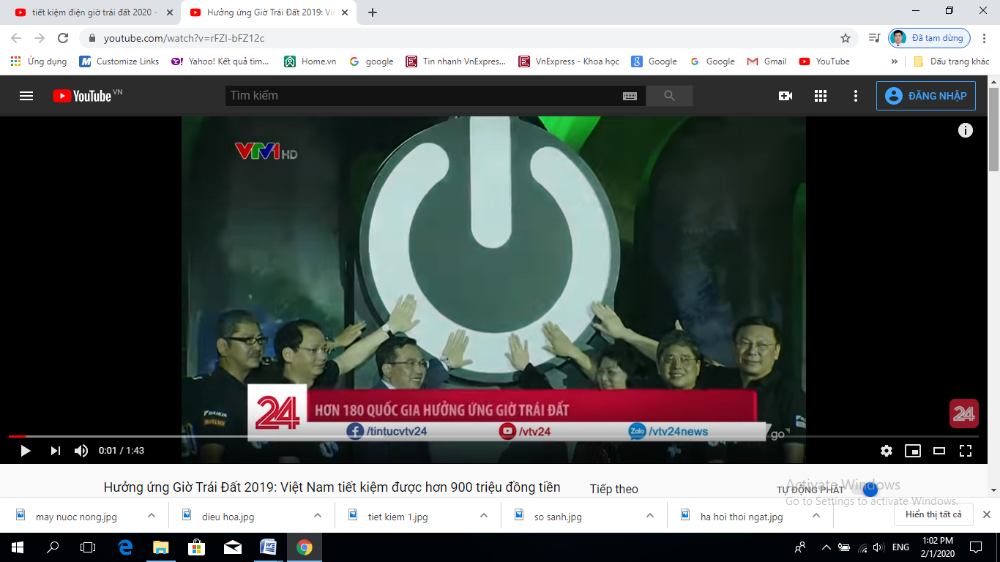 tiết kiệm điện giờ trái đất 2020 -
Hưởng ứng Giờ Trái Đất 2019: Việ
youtube.com/watch?v=rFZI-bFZ12c
Đã tạm dừng
Ứng dụng
Customize Links
Yahoo! Kết quả tìm...
Home.vn
google
Tin nhanh VnExpres...
VnExpress - Khoa học
Google
Google
Gmail
YouTube
»
Dấu trang khác
YouTube VN
Tìm kiếm
ĐĂNG NHẬP
VTV1 HD
DAIKIN
24
HƠN 180 QUỐC GIA HƯỞNG ỨNG GIỜ TRÁI ĐẤT
/tintucvtv24
/vtv24
Zalo /vtv24news
go
24
0:01 / 1:43
Hưởng ứng Giờ Trái Đất 2019: Việt Nam tiết kiệm được hơn 900 triệu đồng tiền
Tiếp theo
TỰ ĐỘNG PHÁT
Activate Windows
Go to Settings to activate Windows.
may nuoc nong.jpg
dieu hoa.jpg
tiet kiem 1.jpg
so sanh.jpg
ha hoi thoi ngat.jpg
Hiển thị tất cả
ENG
1:02 PM
2/1/2020